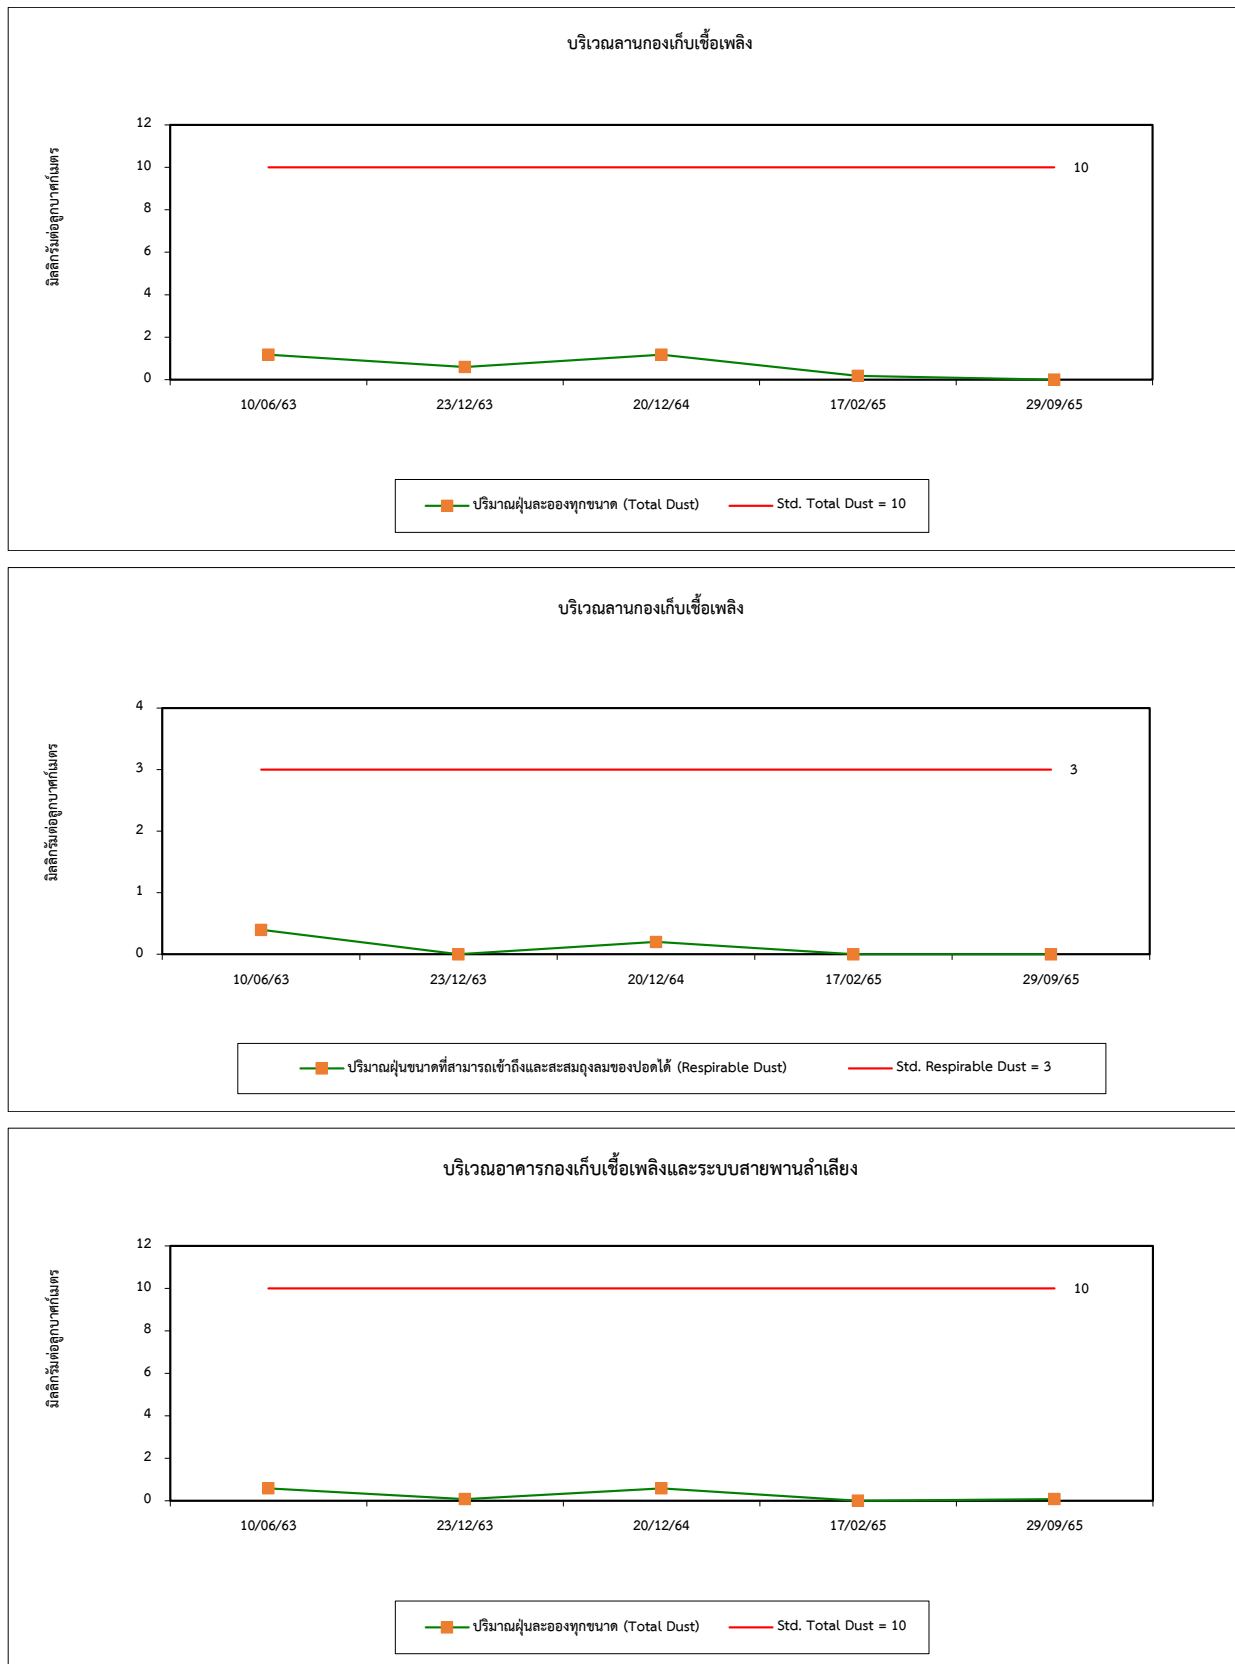 บริเวณลานกองเก็บเชื้อเพลิง
มิลลิกรัมต่อลูกบาศก์เมตร
12
10
8
6
4
2
0
10
10/06/63 23/12/63 20/12/64 17/02/65 29/09/65
ปริมาณฝุ่นละอองทุกขนาด (Total Dust) Std. Total Dust = 10
บริเวณลานกองเก็บเชื้อเพลิง
มิลลิกรัมต่อลูกบาศก์เมตร
4
3
2
1
0
3
10/06/63 23/12/63 20/12/64 17/02/65 29/09/65
ปริมาณฝุ่นขนาดที่สามารถเข้าถึงและสะสมถุงลมของปอดได้ (Respirable Dust) Std. Respirable Dust = 3
บริเวณอาคารกองเก็บเชื้อเพลิงและระบบสายพานลำเลียง
มิลลิกรัมต่อลูกบาศก์เมตร
12
10
8
6
4
2
0
10
10/06/63 23/12/63 20/12/64 17/02/65 29/09/65
ปริมาณฝุ่นละอองทุกขนาด (Total Dust) Std. Total Dust = 10